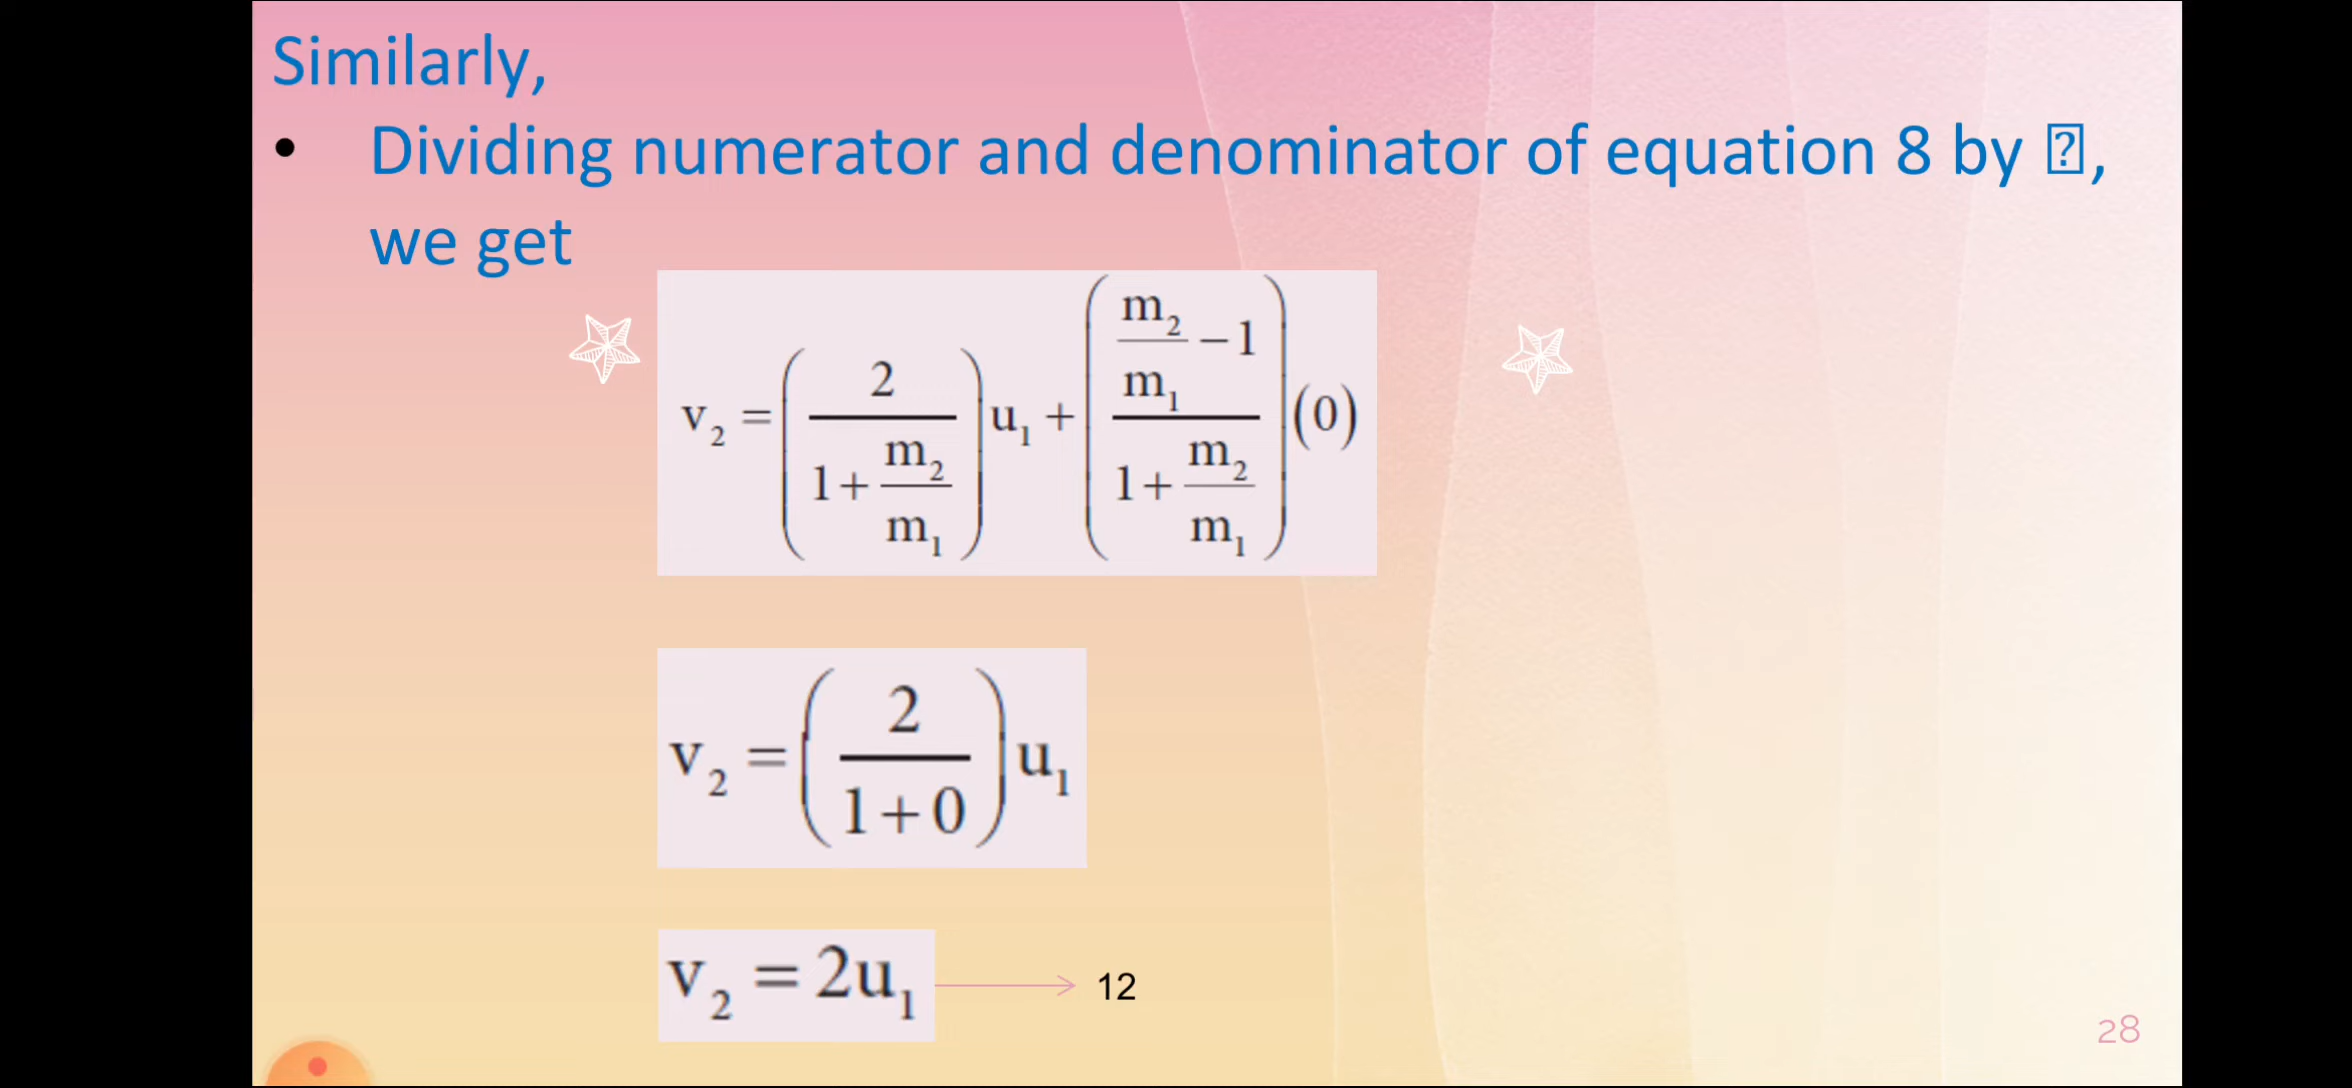 Similarly,
• Dividing numerator and denominator of equation 8 by ⍰,
we get
v₂ = (2 / (1 + m₂/m₁)) u₁ + ((m₂/m₁ − 1) / (1 + m₂/m₁)) (0)
v₂ = (2 / (1 + 0)) u₁
v₂ = 2u₁ → 12
28